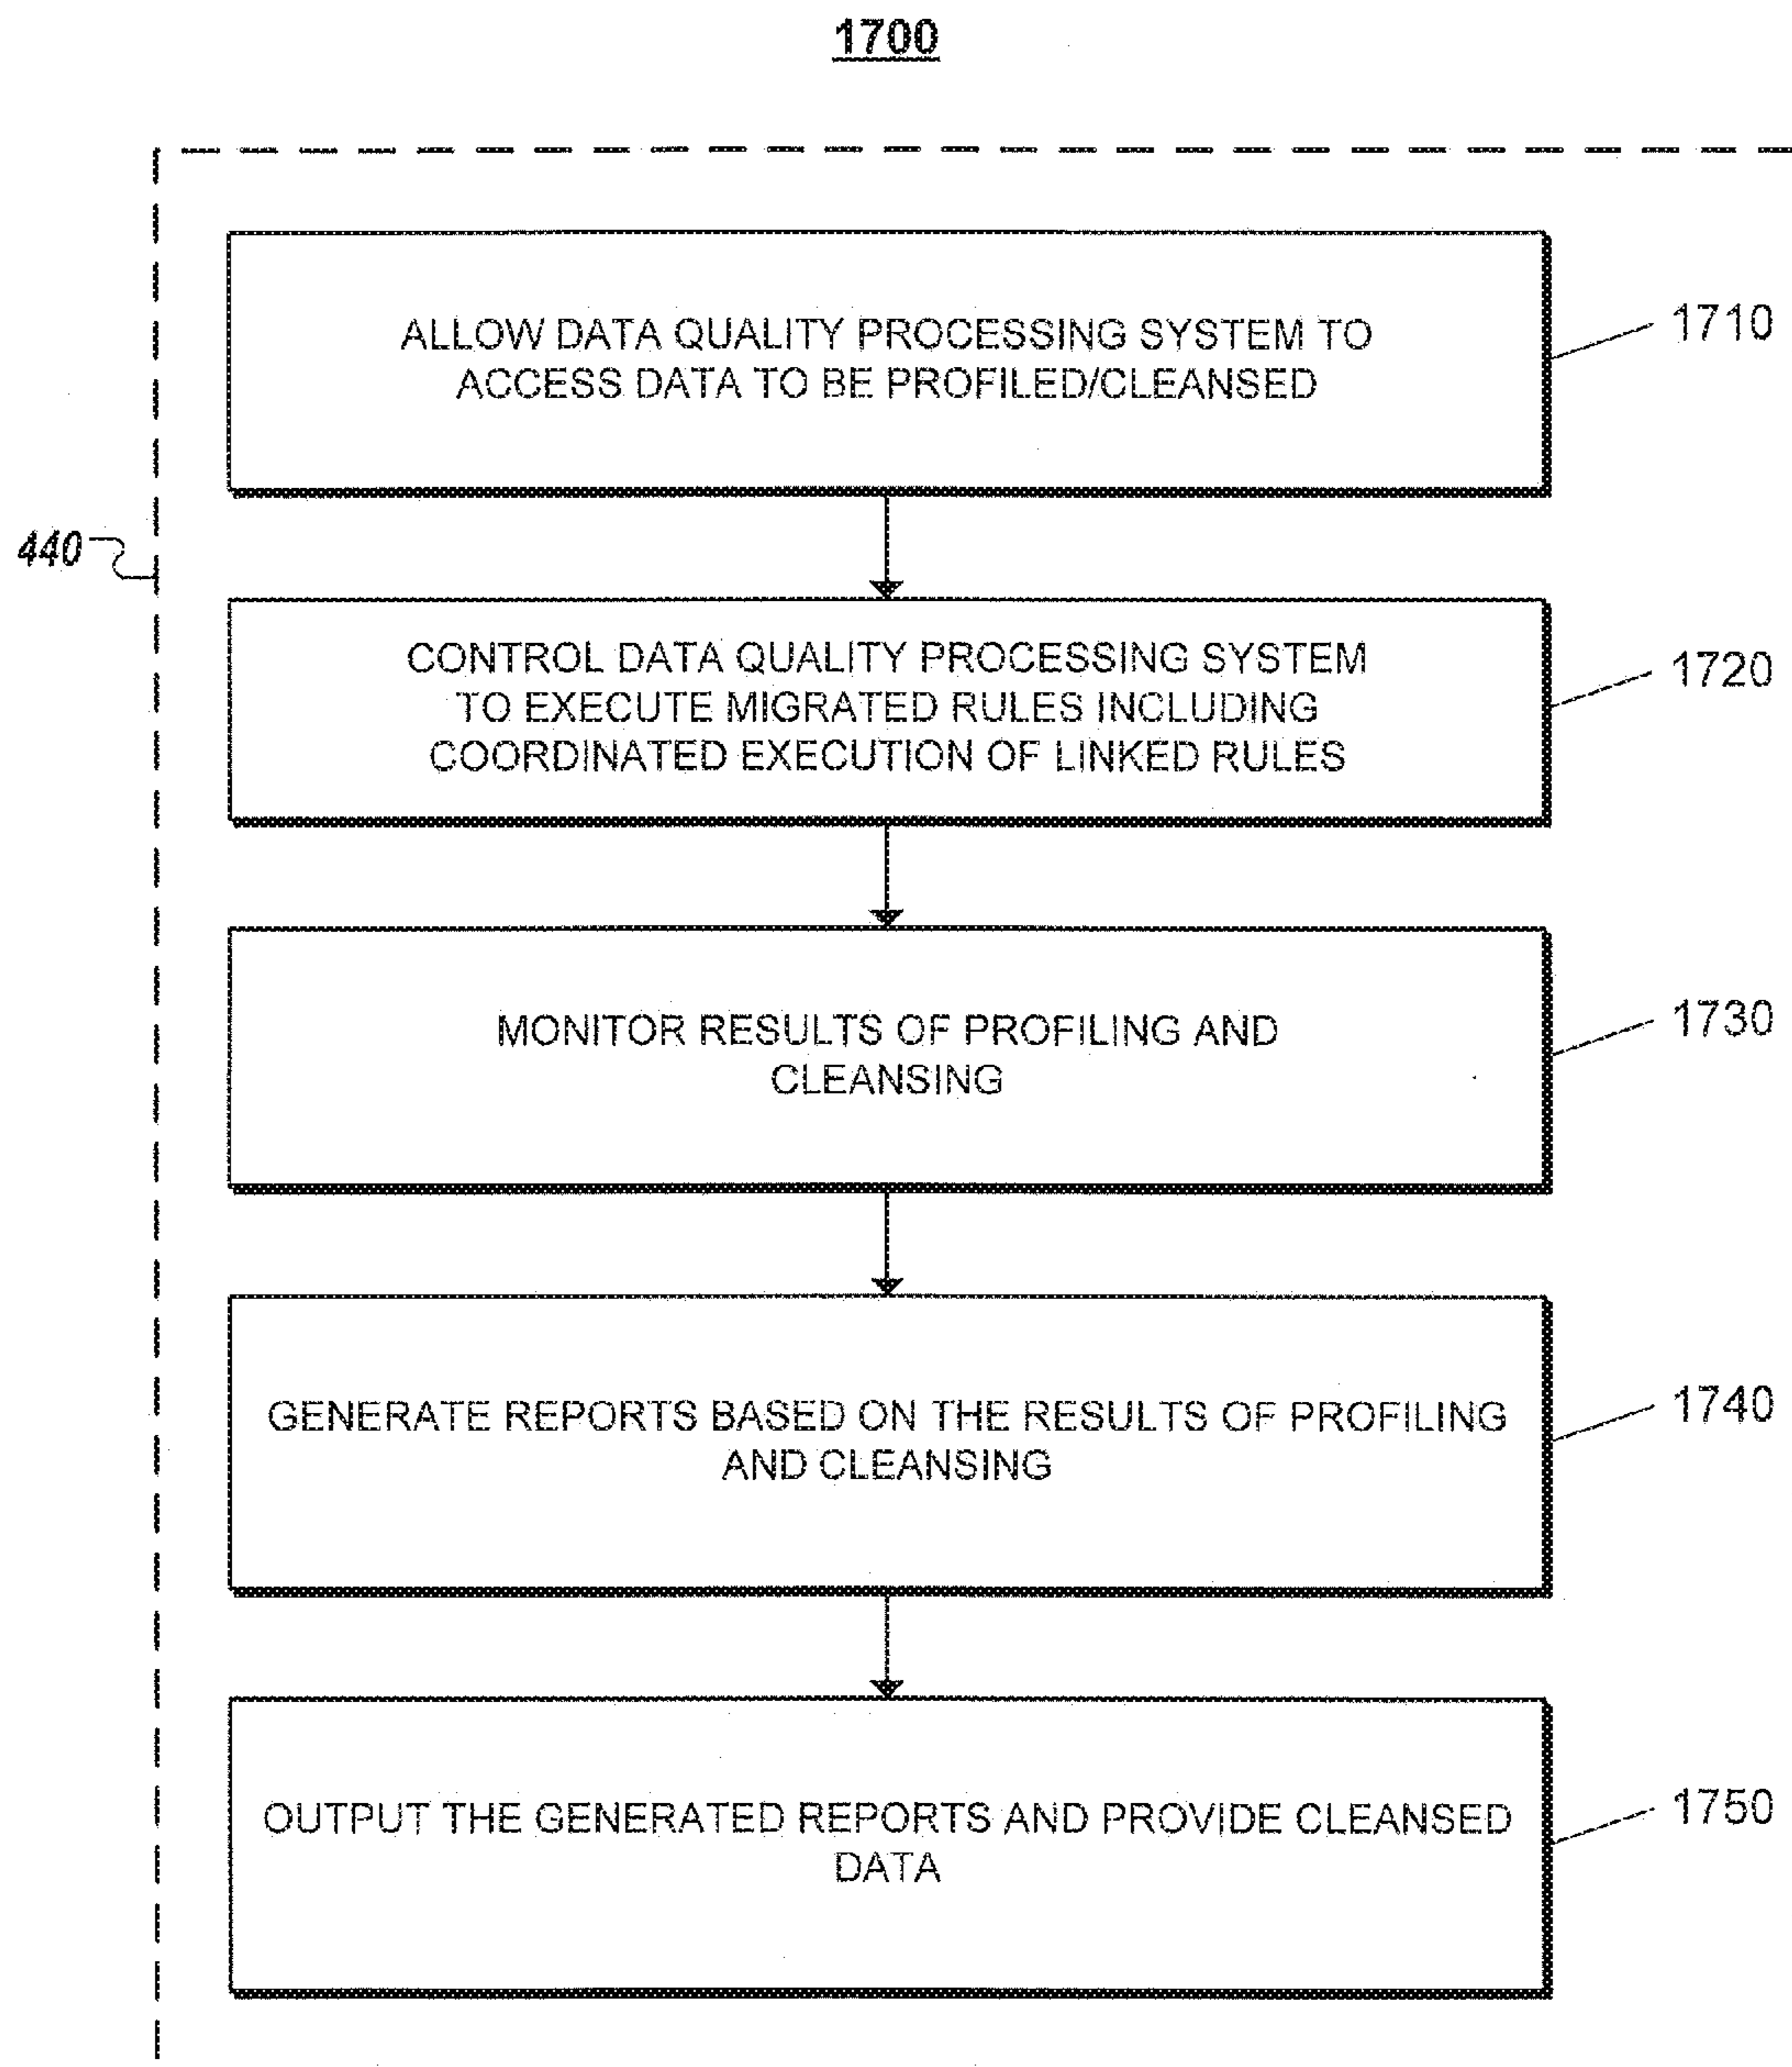 1700
ALLOW DATA QUALITY PROCESSING SYSTEM TO
ACCESS DATA TO BE PROFILED/CLEANSED
1710
440
CONTROL DATA QUALITY PROCESSING SYSTEM
TO EXECUTE MIGRATED RULES INCLUDING
COORDINATED EXECUTION OF LINKED RULES
1720
MONITOR RESULTS OF PROFILING AND
CLEANSING
1730
GENERATE REPORTS BASED ON THE RESULTS OF PROFILING
AND CLEANSING
1740
OUTPUT THE GENERATED REPORTS AND PROVIDE CLEANSED
DATA
1750